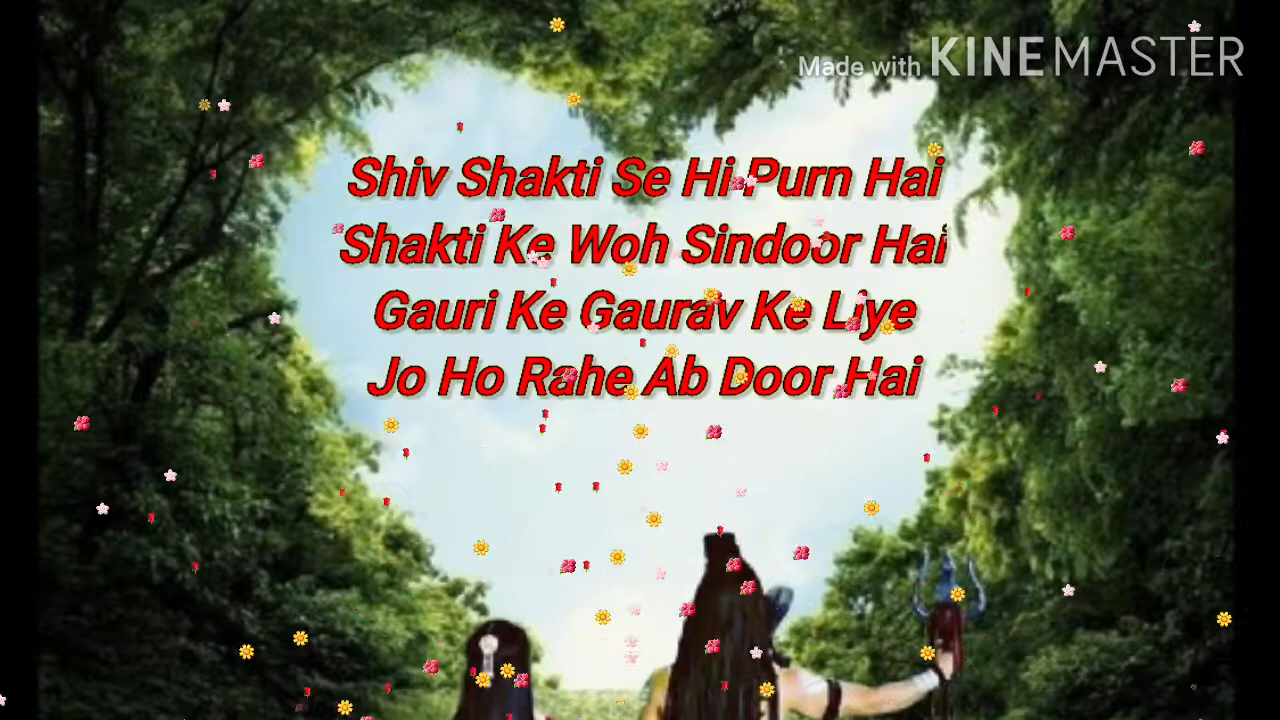 Made with KINEMASTER
Shiv Shakti Se Hi Purn Hai
Shakti Ke Woh Sindoor Hai
Gauri Ke Gaurav Ke Liye
Jo Ho Rahe Ab Door Hai